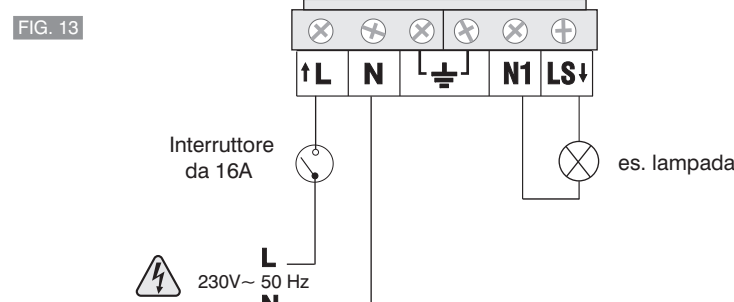 FIG. 13
↑L N N1 LS↓
Interruttore
da 16A
es. lampada
L
230V~ 50 Hz
N